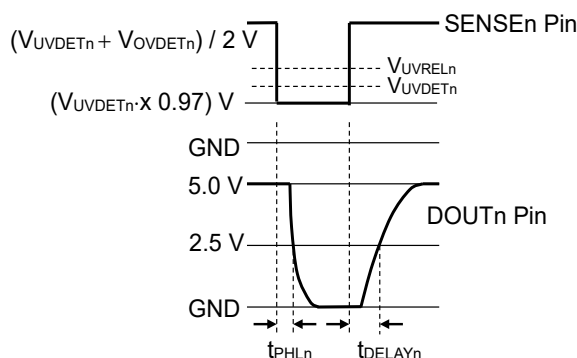 SENSEn Pin
(VUVDETn + VOVDETn) / 2 V
VUVRELn
VUVDETn
(VUVDETn·x 0.97) V
GND
5.0 V
DOUTn Pin
2.5 V
GND
tPHLn
tDELAYn